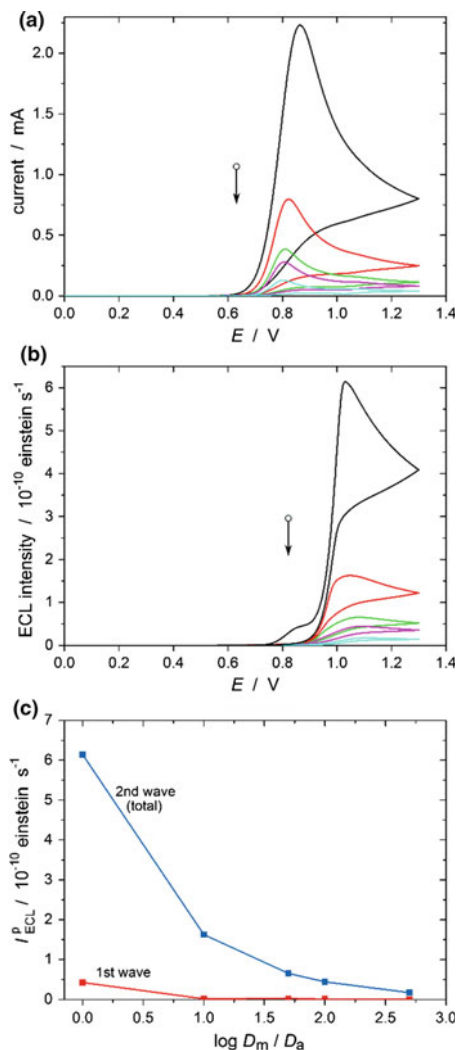 (a)
2.0
1.5
1.0
0.5
0.0
current / mA
0.0 0.2 0.4 0.6 0.8 1.0 1.2 1.4
E / V
(b)
6
5
4
3
2
1
0
ECL intensity / 10⁻¹⁰ einstein s⁻¹
0.0 0.2 0.4 0.6 0.8 1.0 1.2 1.4
E / V
(c)
7
6
5
4
3
2
1
0
I^p_ECL / 10⁻¹⁰ einstein s⁻¹
2nd wave
(total)
1st wave
0.0 0.5 1.0 1.5 2.0 2.5 3.0
log D_m / D_a